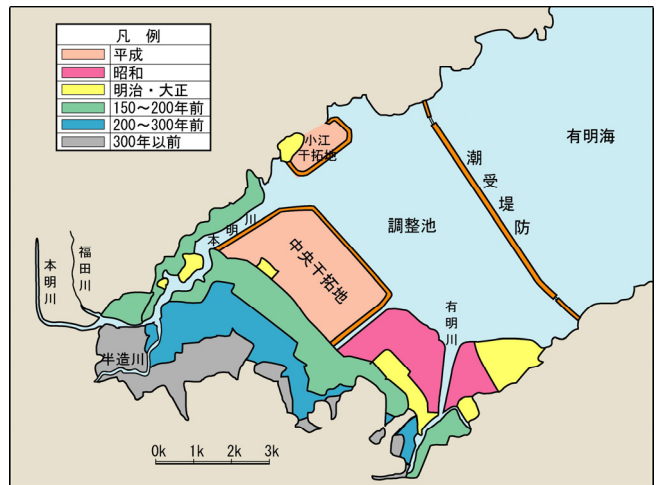 凡 例
平成
昭和
明治・大正
150～200年前
200～300年前
300年以前
有明海
小江
干拓地
潮受堤防
調整池
本明川
中央干拓地
福田川
本明川
有明川
半造川
0k 1k 2k 3k